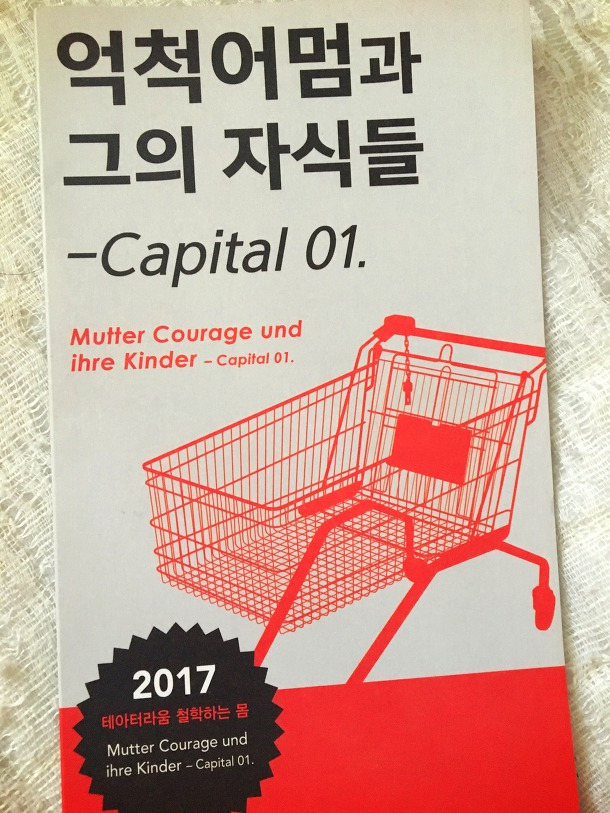 억척어멈과
그의 자식들
–Capital 01.
Mutter Courage und
ihre Kinder – Capital 01.
2017
테아터라움 철학하는 몸
Mutter Courage und
ihre Kinder – Capital 01.